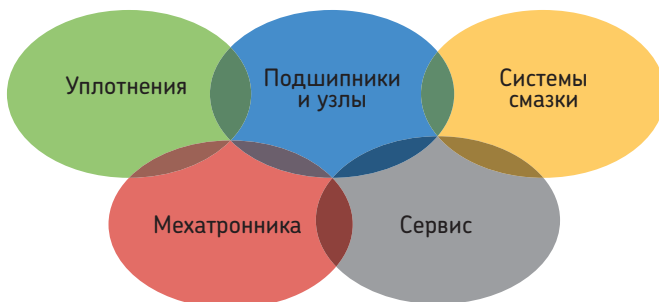 Уплотнения
Подшипники
и узлы
Системы
смазки
Мехатронника
Сервис